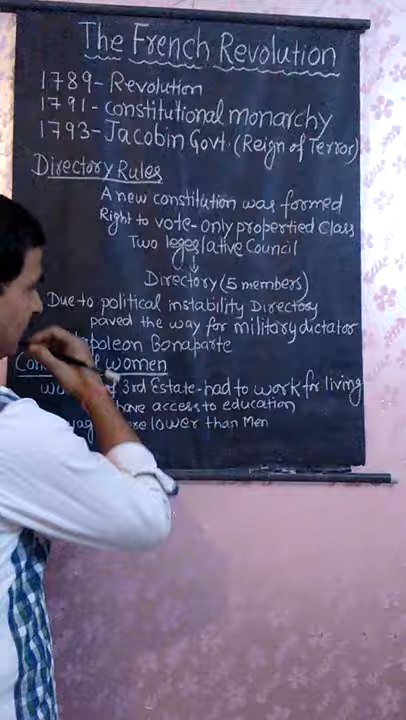 The French Revolution
1789- Revolution
1791- constitutional monarchy
1793- Jacobin Govt. (Reign of Terror)
Directory Rules
A new constitution was formed
Right to vote- only propertied Class
Two legeslative Council
Directory (5 members)
Due to political instability Directory
paved the way for military dictator
Bonaparte
women
3rd Estate - had to work for living
have access to education
lower than Men